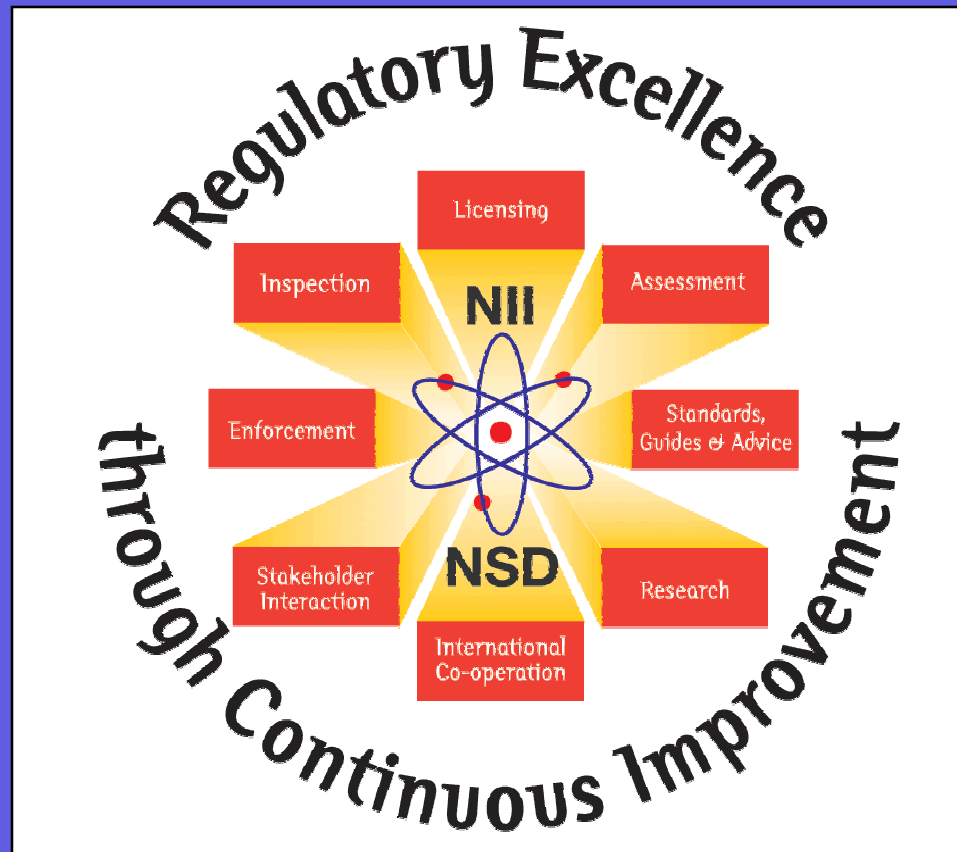 Regulatory Excellence
Licensing
Inspection
Assessment
NII
Enforcement
Standards,
Guides & Advice
Stakeholder
Interaction
NSD
Research
International
Co-operation
through Continuous Improvement